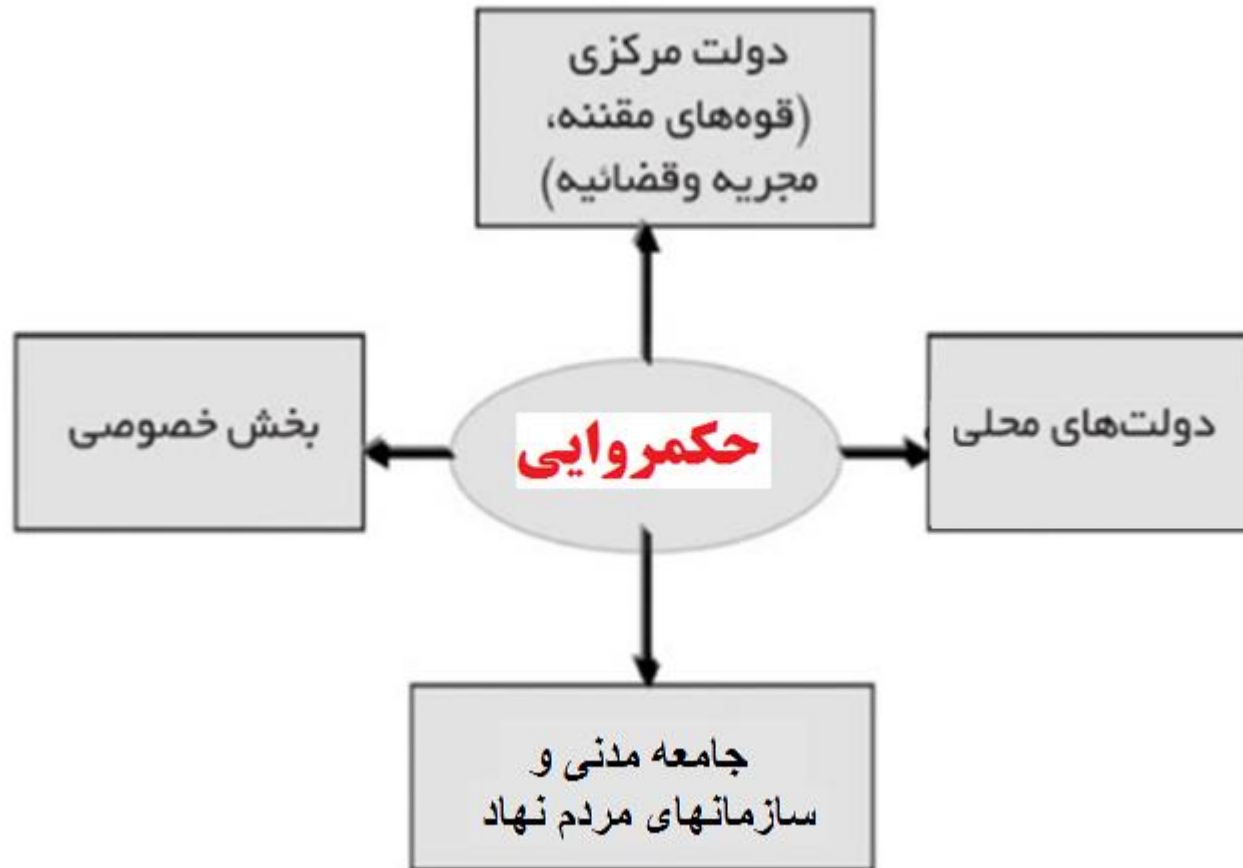 دولت مرکزی
(قوه‌های مقننه،
مجریه وقضائیه)
دولت‌های محلی
حکمروایی
بخش خصوصی
جامعه مدنی و
سازمانهای مردم نهاد